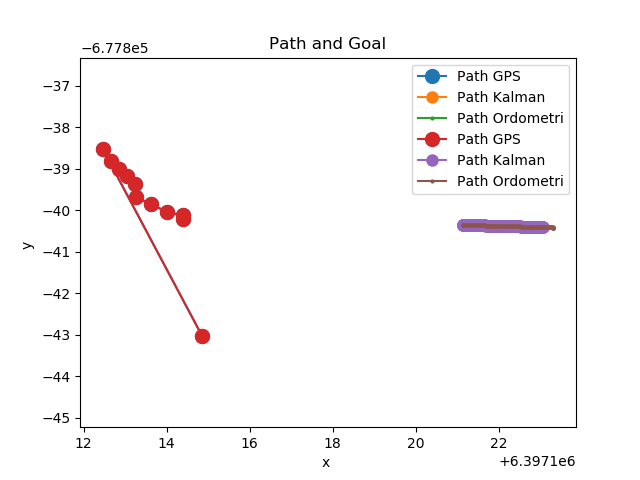 Path and Goal
−6.778e5
Path GPS
Path Kalman
Path Ordometri
Path GPS
Path Kalman
Path Ordometri
−37
−38
−39
−40
−41
−42
−43
−44
−45
y
12
14
16
18
20
22
x
+6.3971e6